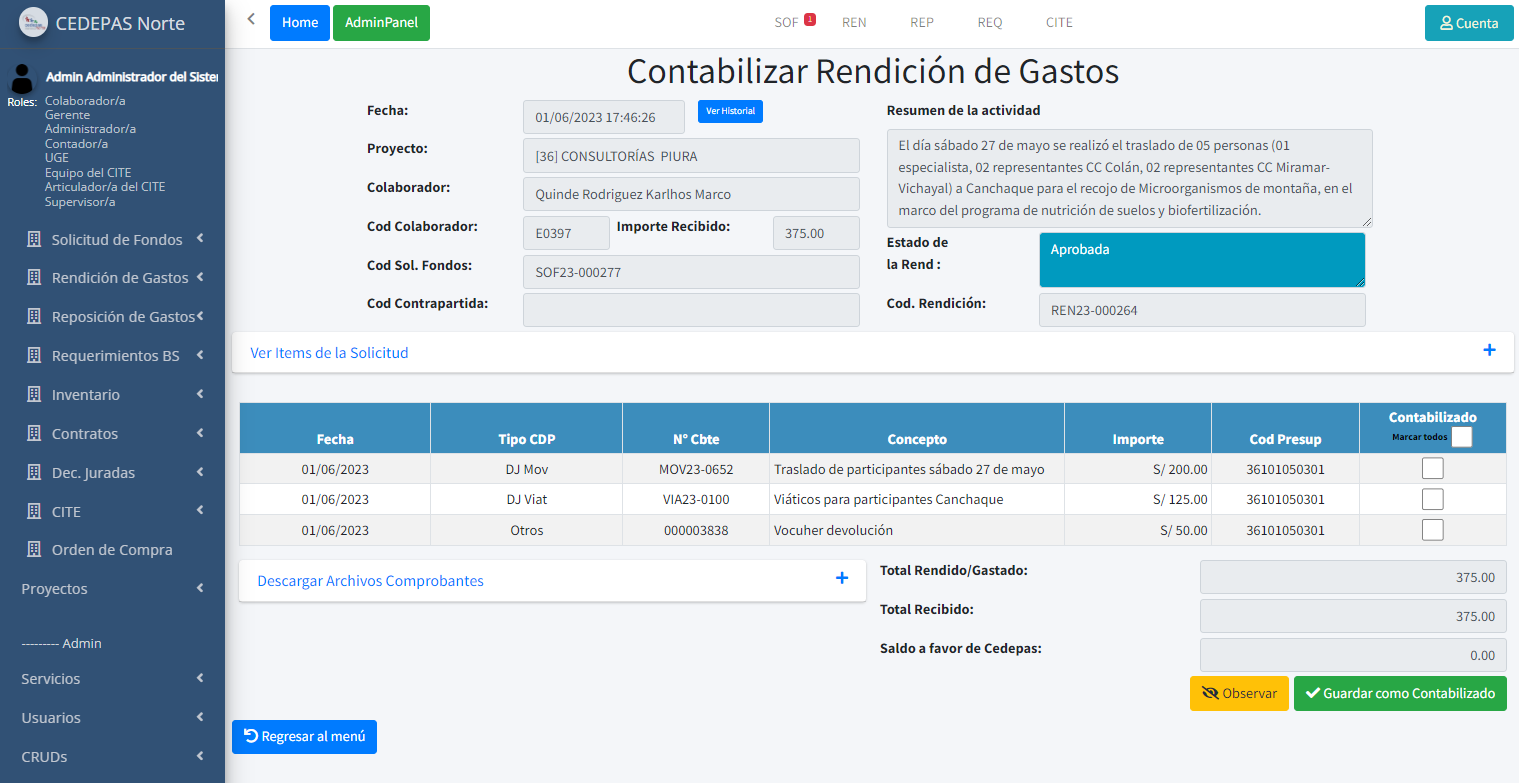 CEDEPAS Norte
Home
AdminPanel
SOF 1
REN
REP
REQ
CITE
Cuenta
Admin Administrador del Sister
Roles:
Colaborador/a
Gerente
Administrador/a
Contador/a
UGE
Equipo del CITE
Articulador/a del CITE
Supervisor/a
Solicitud de Fondos
Rendición de Gastos
Reposición de Gastos
Requerimientos BS
Inventario
Contratos
Dec. Juradas
CITE
Orden de Compra
Proyectos
--------- Admin
Servicios
Usuarios
CRUDs
Contabilizar Rendición de Gastos
Fecha:
01/06/2023 17:46:26
Ver Historial
Proyecto:
[36] CONSULTORÍAS  PIURA
Colaborador:
Quinde Rodriguez Karlhos Marco
Cod Colaborador:
E0397
Importe Recibido:
375.00
Cod Sol. Fondos:
SOF23-000277
Cod Contrapartida:
Resumen de la actividad
El día sábado 27 de mayo se realizó el traslado de 05 personas (01
especialista, 02 representantes CC Colán, 02 representantes CC Miramar-
Vichayal) a Canchaque para el recojo de Microorganismos de montaña, en el
marco del programa de nutrición de suelos y biofertilización.
Estado de
la Rend :
Aprobada
Cod. Rendición:
REN23-000264
Ver Items de la Solicitud
Fecha
Tipo CDP
N° Cbte
Concepto
Importe
Cod Presup
Contabilizado
Marcar todos
01/06/2023 DJ Mov MOV23-0652 Traslado de participantes sábado 27 de mayo S/ 200.00 36101050301
01/06/2023 DJ Viat VIA23-0100 Viáticos para participantes Canchaque S/ 125.00 36101050301
01/06/2023 Otros 000003838 Vocuher devolución S/ 50.00 36101050301
Descargar Archivos Comprobantes
Total Rendido/Gastado:
375.00
Total Recibido:
375.00
Saldo a favor de Cedepas:
0.00
Observar
Guardar como Contabilizado
Regresar al menú